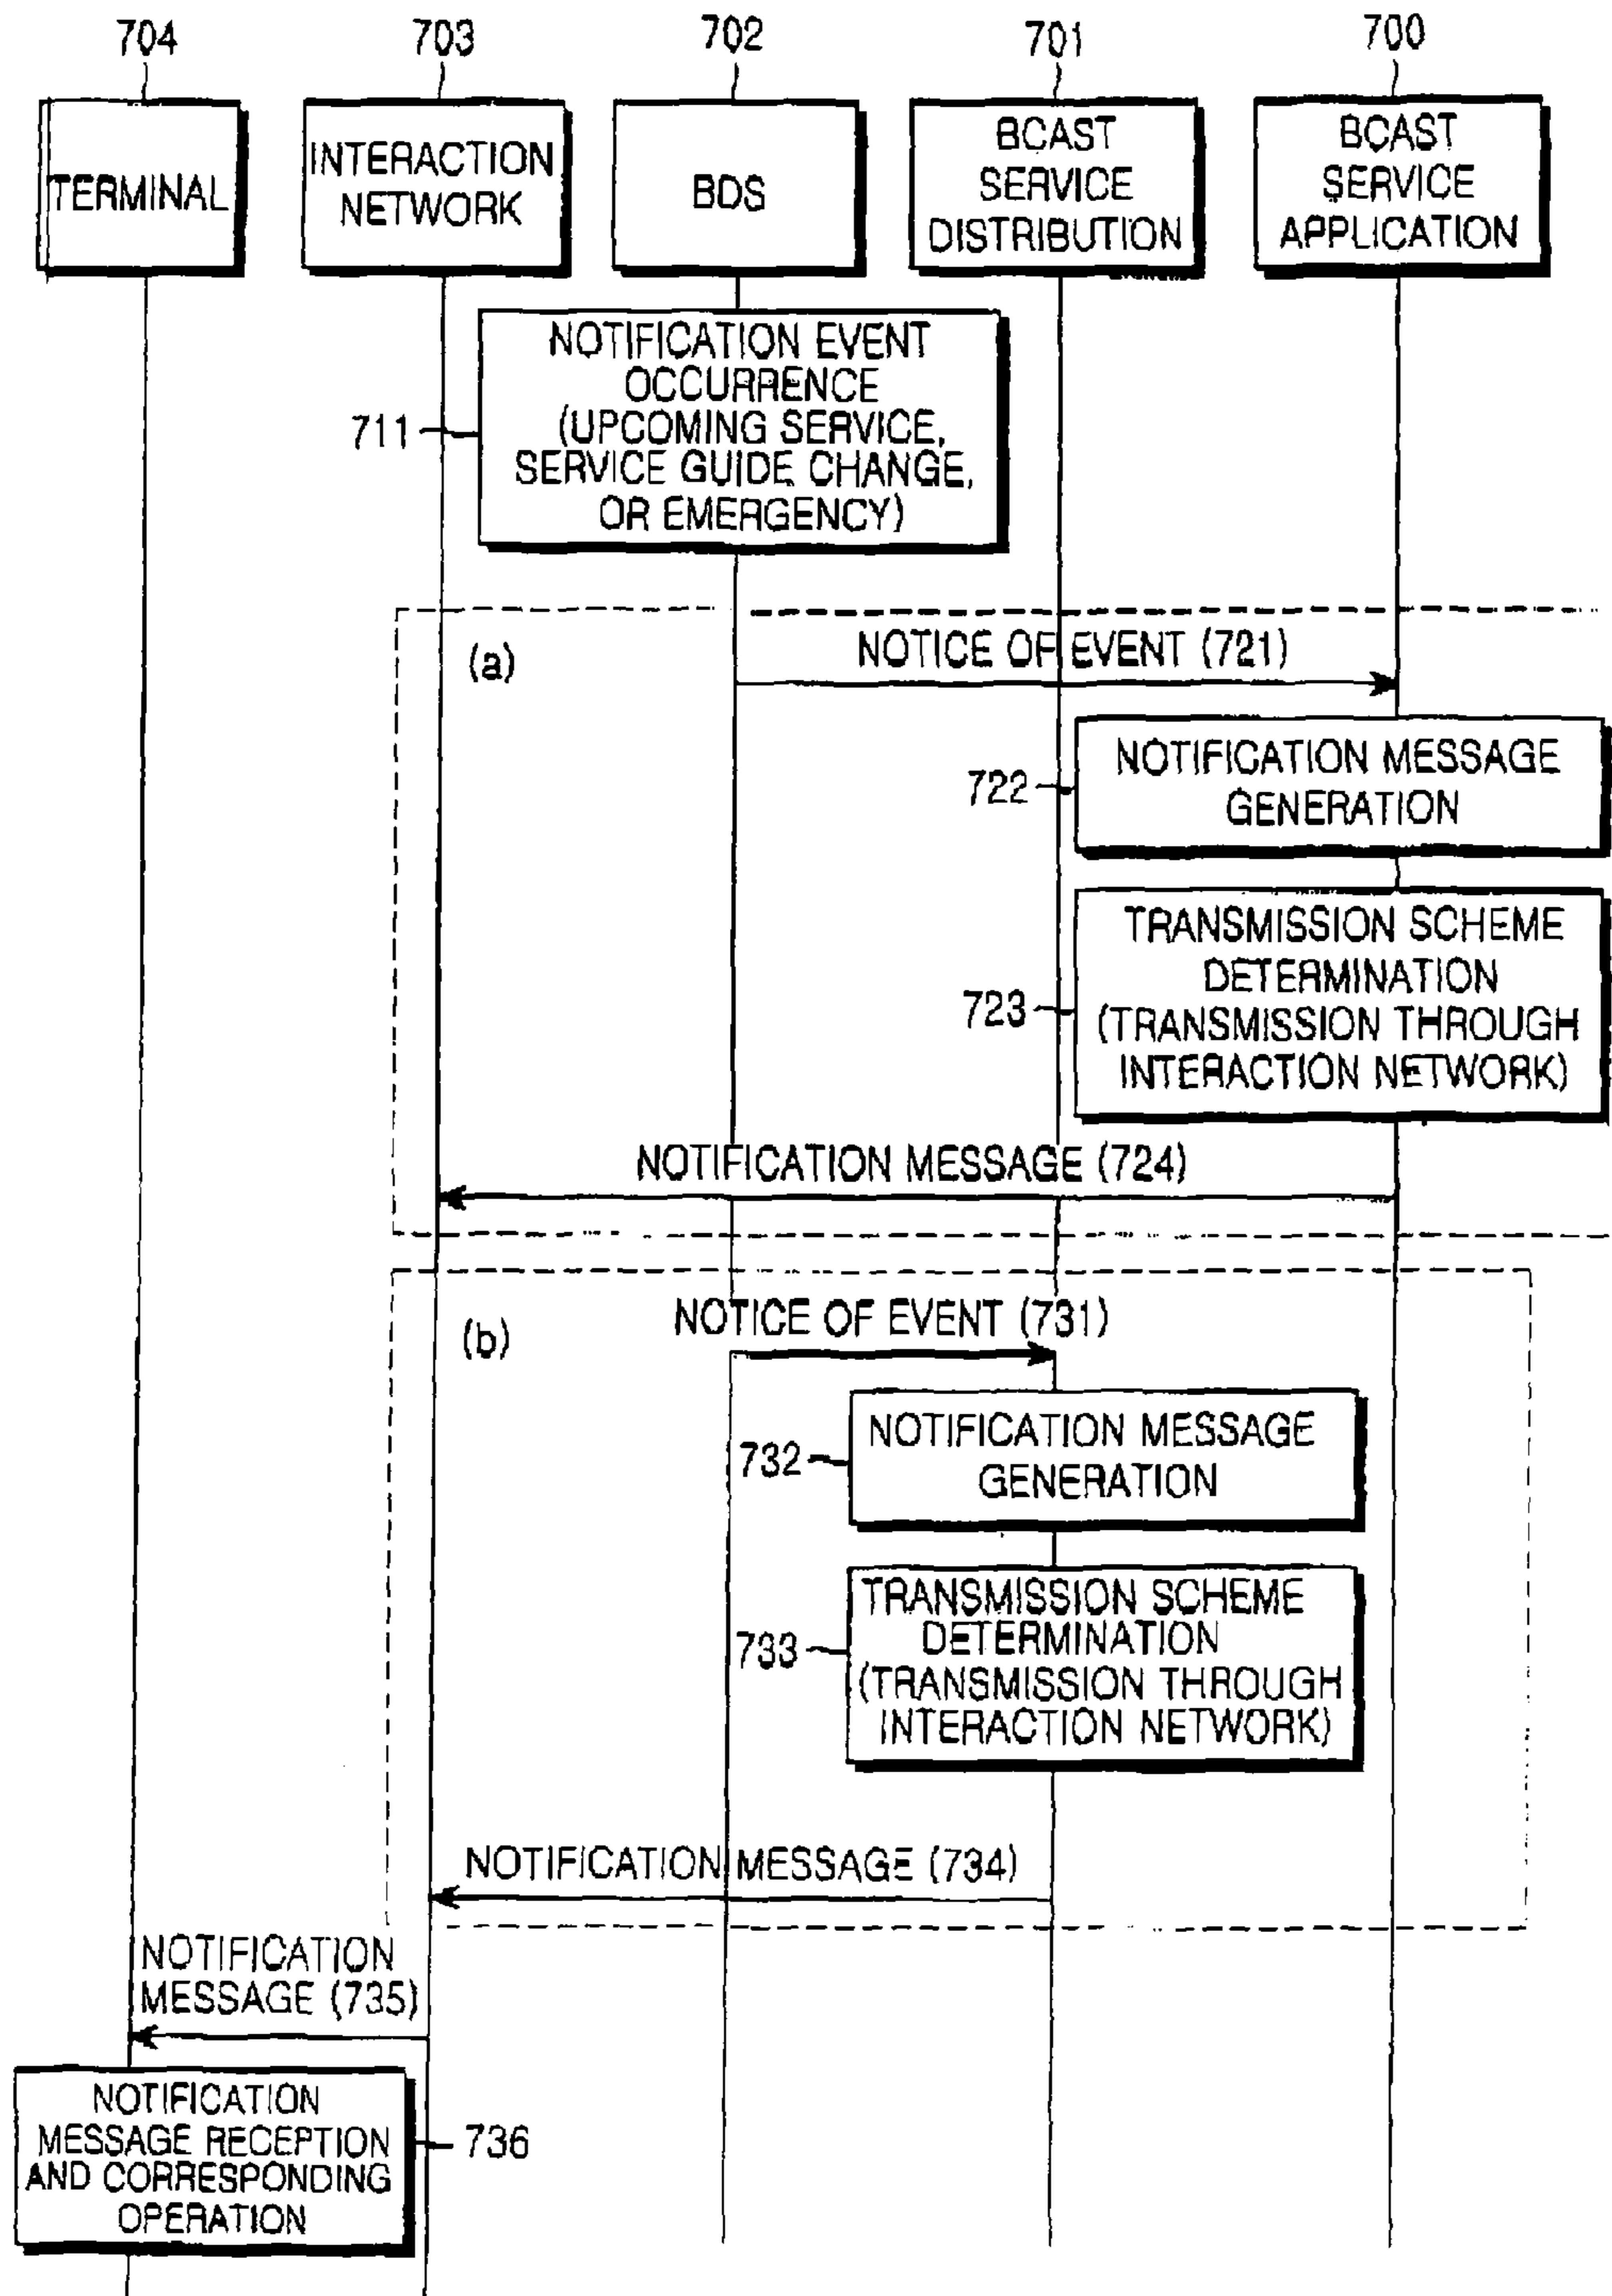 704
703
702
701
700
TERMINAL
INTERACTION
NETWORK
BDS
BCAST
SERVICE
DISTRIBUTION
BCAST
SERVICE
APPLICATION
711
NOTIFICATION EVENT
OCCURRENCE
(UPCOMING SERVICE,
SERVICE GUIDE CHANGE,
OR EMERGENCY)
(a)
NOTICE OF EVENT (721)
722
NOTIFICATION MESSAGE
GENERATION
723
TRANSMISSION SCHEME
DETERMINATION
(TRANSMISSION THROUGH
INTERACTION NETWORK)
NOTIFICATION MESSAGE (724)
(b)
NOTICE OF EVENT (731)
732
NOTIFICATION MESSAGE
GENERATION
733
TRANSMISSION SCHEME
DETERMINATION
(TRANSMISSION THROUGH
INTERACTION NETWORK)
NOTIFICATION MESSAGE (734)
NOTIFICATION
MESSAGE (735)
NOTIFICATION
MESSAGE RECEPTION
AND CORRESPONDING
OPERATION
736